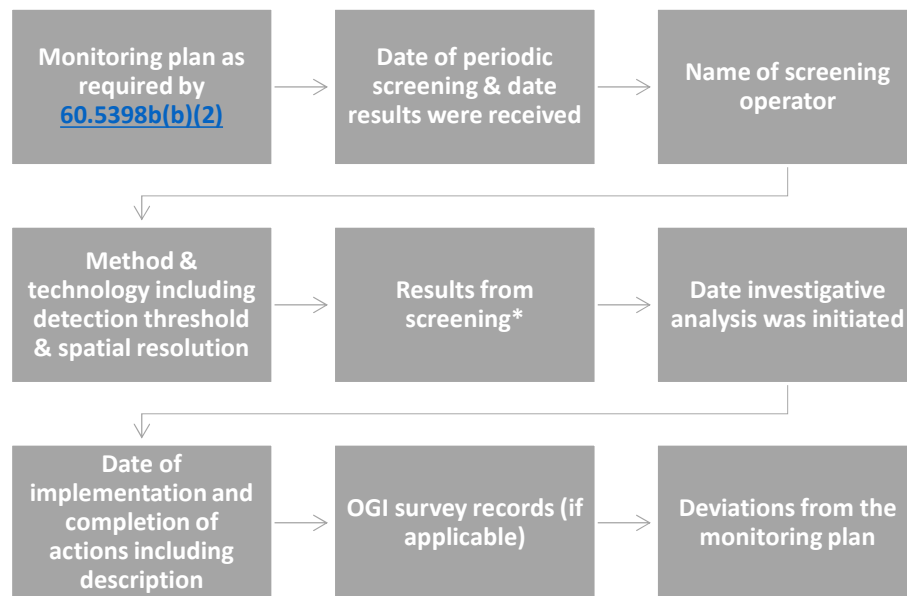 Monitoring plan as
required by
60.5398b(b)(2)
Date of periodic
screening & date
results were received
Name of screening
operator
Method &
technology including
detection threshold
& spatial resolution
Results from
screening*
Date investigative
analysis was initiated
Date of
implementation and
completion of
actions including
description
OGI survey records (if
applicable)
Deviations from the
monitoring plan